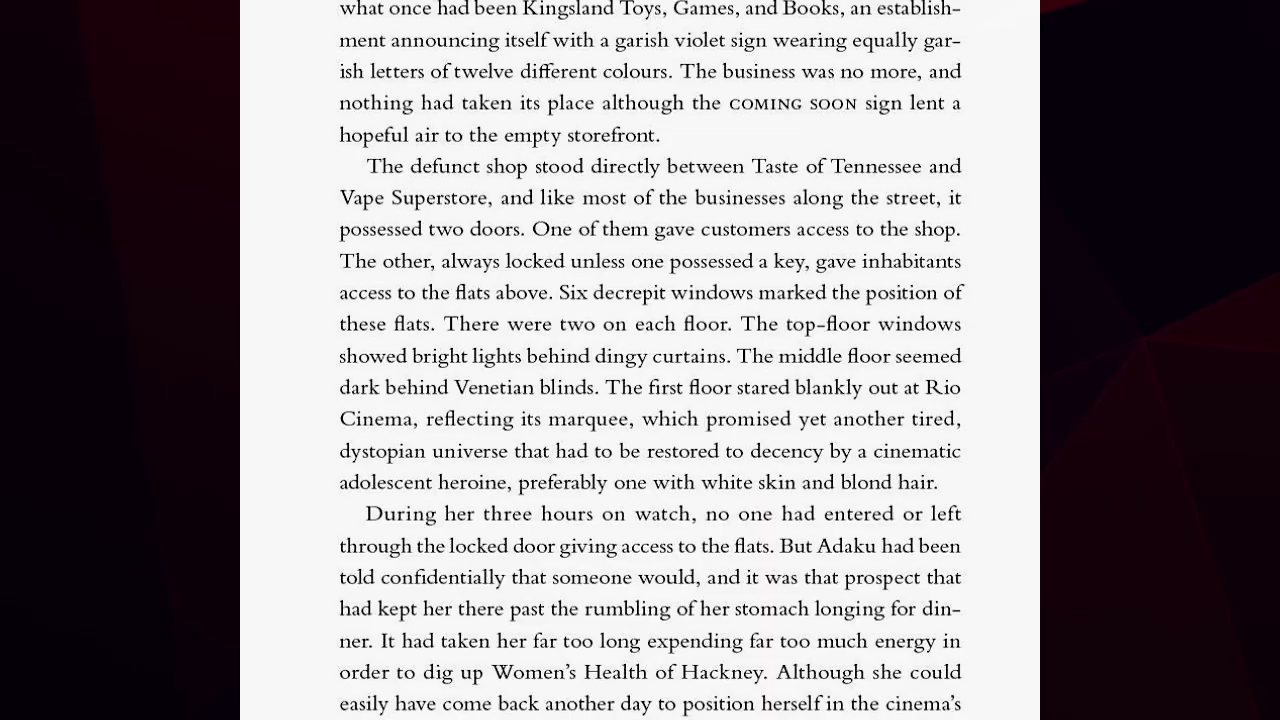 what once had been Kingsland Toys, Games, and Books, an establish-
ment announcing itself with a garish violet sign wearing equally gar-
ish letters of twelve different colours. The business was no more, and
nothing had taken its place although the COMING SOON sign lent a
hopeful air to the empty storefront.
The defunct shop stood directly between Taste of Tennessee and
Vape Superstore, and like most of the businesses along the street, it
possessed two doors. One of them gave customers access to the shop.
The other, always locked unless one possessed a key, gave inhabitants
access to the flats above. Six decrepit windows marked the position of
these flats. There were two on each floor. The top-floor windows
showed bright lights behind dingy curtains. The middle floor seemed
dark behind Venetian blinds. The first floor stared blankly out at Rio
Cinema, reflecting its marquee, which promised yet another tired,
dystopian universe that had to be restored to decency by a cinematic
adolescent heroine, preferably one with white skin and blond hair.
During her three hours on watch, no one had entered or left
through the locked door giving access to the flats. But Adaku had been
told confidentially that someone would, and it was that prospect that
had kept her there past the rumbling of her stomach longing for din-
ner. It had taken her far too long expending far too much energy in
order to dig up Women’s Health of Hackney. Although she could
easily have come back another day to position herself in the cinema’s